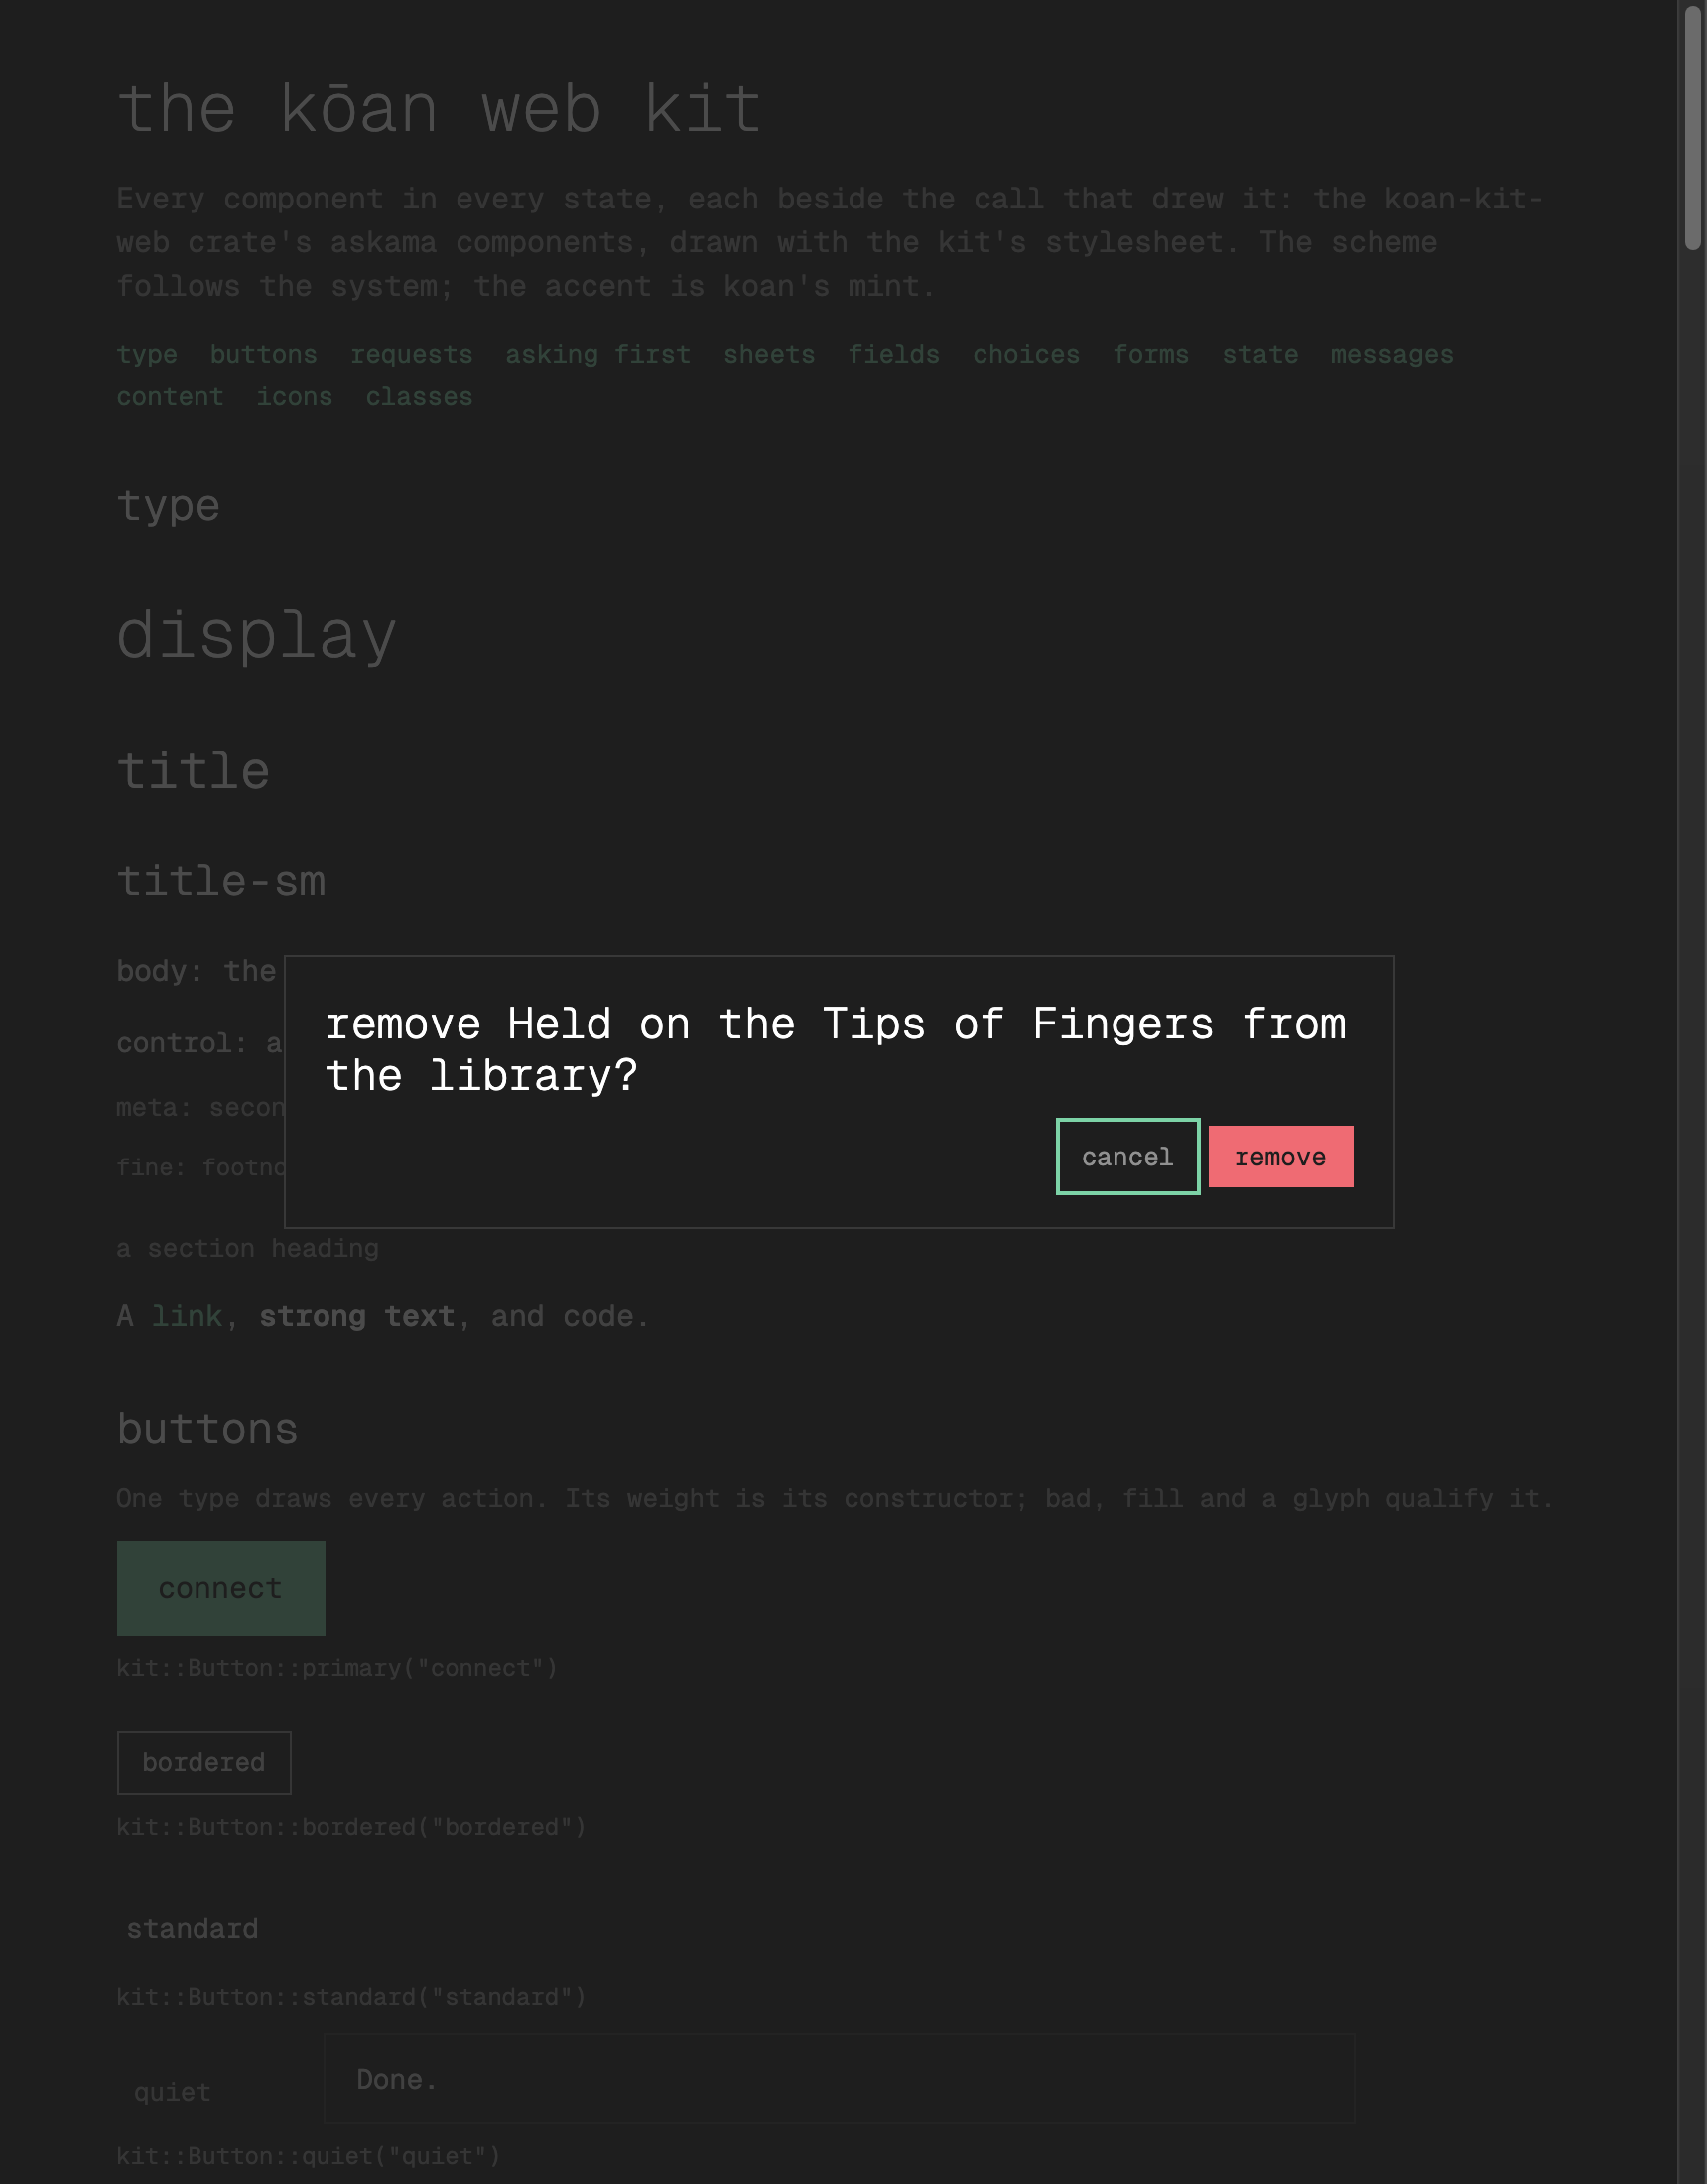 the kōan web kit
Every component in every state, each beside the call that drew it: the koan-kit-
web crate's askama components, drawn with the kit's stylesheet. The scheme
follows the system; the accent is koan's mint.
type buttons requests asking first sheets fields choices forms state messages
content icons classes
type
display
title
title-sm
body: the
control: a
meta: secon
fine: footno
remove Held on the Tips of Fingers from
the library?
cancel remove
a section heading
A link, strong text, and code.
buttons
One type draws every action. Its weight is its constructor; bad, fill and a glyph qualify it.
connect
kit::Button::primary("connect")
bordered
kit::Button::bordered("bordered")
standard
kit::Button::standard("standard")
quiet
Done.
kit::Button::quiet("quiet")